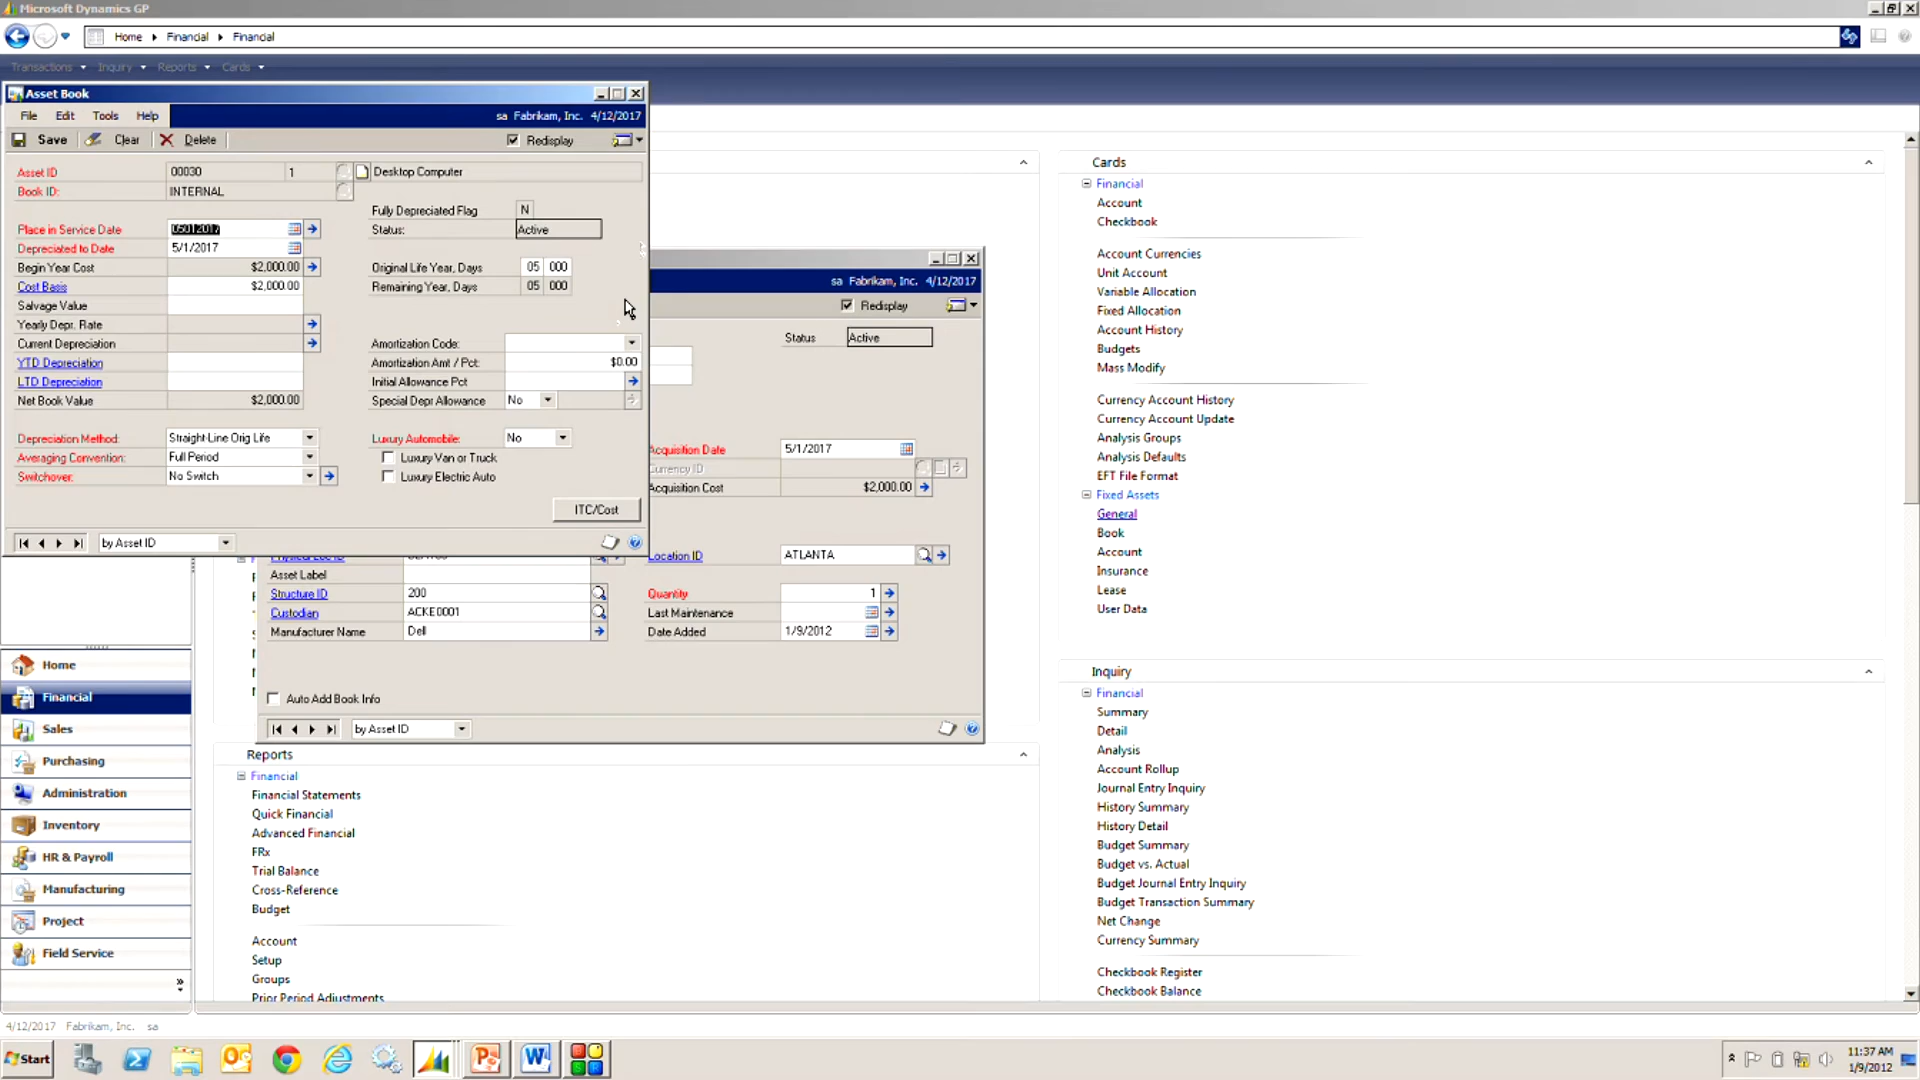 Microsoft Dynamics GP
Home Financial Financial
Transactions Inquiry Reports Cards
Asset Book
File Edit Tools Help
sa Fabrikam, Inc. 4/12/2017
Save Clear Delete
Redisplay
Asset ID 00030 1 Desktop Computer
Book ID: INTERNAL
Fully Depreciated Flag N
Place in Service Date 05012017
Status: Active
Depreciated to Date 5/1/2017
Begin Year Cost $2,000.00
Original Life Year, Days 05 000
Cost Basis $2,000.00
Remaining Year, Days 05 000
Salvage Value
Yearly Depr. Rate
Current Depreciation
Amortization Code:
YTD Depreciation
Amortization Amt / Pct: $0.00
LTD Depreciation
Initial Allowance Pct
Net Book Value $2,000.00
Special Depr Allowance No
Depreciation Method: Straight-Line Orig Life
Luxury Automobile: No
Averaging Convention: Full Period
Luxury Van or Truck
Switchover: No Switch
Luxury Electric Auto
ITC/Cost
by Asset ID
sa Fabrikam, Inc. 4/12/2017
Redisplay
Status Active
Acquisition Date 5/1/2017
Currency ID
Acquisition Cost $2,000.00
Physical Loc ID
Location ID ATLANTA
Asset Label
Structure ID 200
Quantity 1
Custodian ACKE0001
Last Maintenance
Manufacturer Name Dell
Date Added 1/9/2012
Auto Add Book Info
by Asset ID
Home
Financial
Sales
Purchasing
Administration
Inventory
HR & Payroll
Manufacturing
Project
Field Service
Reports
Financial
Financial Statements
Quick Financial
Advanced Financial
FRx
Trial Balance
Cross-Reference
Budget
Account
Setup
Groups
Prior Period Adjustments
Cards
Financial
Account
Checkbook
Account Currencies
Unit Account
Variable Allocation
Fixed Allocation
Account History
Budgets
Mass Modify
Currency Account History
Currency Account Update
Analysis Groups
Analysis Defaults
EFT File Format
Fixed Assets
General
Book
Account
Insurance
Lease
User Data
Inquiry
Financial
Summary
Detail
Analysis
Account Rollup
Journal Entry Inquiry
History Summary
History Detail
Budget Summary
Budget vs. Actual
Budget Journal Entry Inquiry
Budget Transaction Summary
Net Change
Currency Summary
Checkbook Register
Checkbook Balance
4/12/2017 Fabrikam, Inc. sa
Start
11:37 AM
1/9/2012